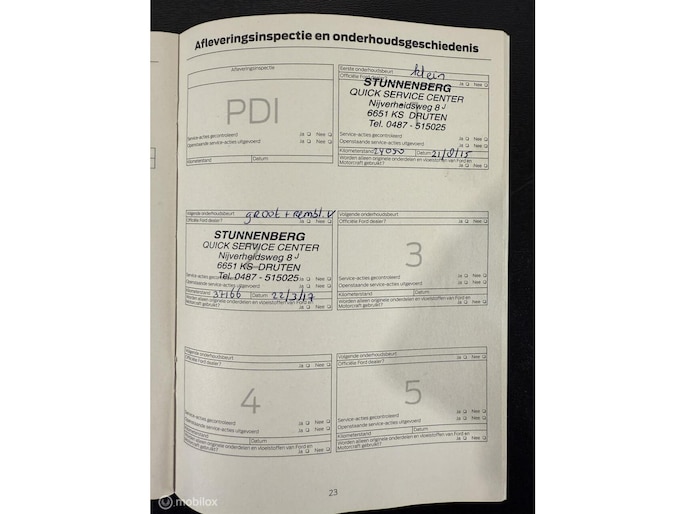 Afleveringsinspectie en onderhoudsgeschiedenis
Afleveringsinspectie
PDI
Service-acties gecontroleerd Ja Nee
Openstaande service-acties uitgevoerd Ja Nee
Kilometerstand Datum
Eerste onderhoudsbeurt klein
Officiële Ford dealer? Ja Nee
STUNNENBERG
QUICK SERVICE CENTER
Nijverheidsweg 8 J
6651 KS DRUTEN
Tel. 0487 - 515025
Service-acties gecontroleerd Ja Nee
Openstaande service-acties uitgevoerd Ja Nee
Kilometerstand Datum
Worden alleen originele onderdelen en vloeistoffen van Ford en
Motorcraft gebruikt? Ja Nee
Volgende onderhoudsbeurt groot +
Officiële Ford dealer? Ja Nee
STUNNENBERG
QUICK SERVICE CENTER
Nijverheidsweg 8 J
6651 KS DRUTEN
Tel. 0487 - 515025
Service-acties gecontroleerd Ja Nee
Openstaande service-acties uitgevoerd Ja Nee
Kilometerstand 37166 Datum 22/3/17
Worden alleen originele onderdelen en vloeistoffen van Ford en
Motorcraft gebruikt? Ja Nee
Volgende onderhoudsbeurt
Officiële Ford dealer? Ja Nee
3
Service-acties gecontroleerd Ja Nee
Openstaande service-acties uitgevoerd Ja Nee
Kilometerstand Datum
Worden alleen originele onderdelen en vloeistoffen van Ford en
Motorcraft gebruikt? Ja Nee
Volgende onderhoudsbeurt
Officiële Ford dealer? Ja Nee
4
Service-acties gecontroleerd Ja Nee
Openstaande service-acties uitgevoerd Ja Nee
Kilometerstand Datum
Worden alleen originele onderdelen en vloeistoffen van Ford en
Motorcraft gebruikt? Ja Nee
Volgende onderhoudsbeurt
Officiële Ford dealer? Ja Nee
5
Service-acties gecontroleerd Ja Nee
Openstaande service-acties uitgevoerd Ja Nee
Kilometerstand Datum
Worden alleen originele onderdelen en vloeistoffen van Ford en
Motorcraft gebruikt? Ja Nee
23
mobilox